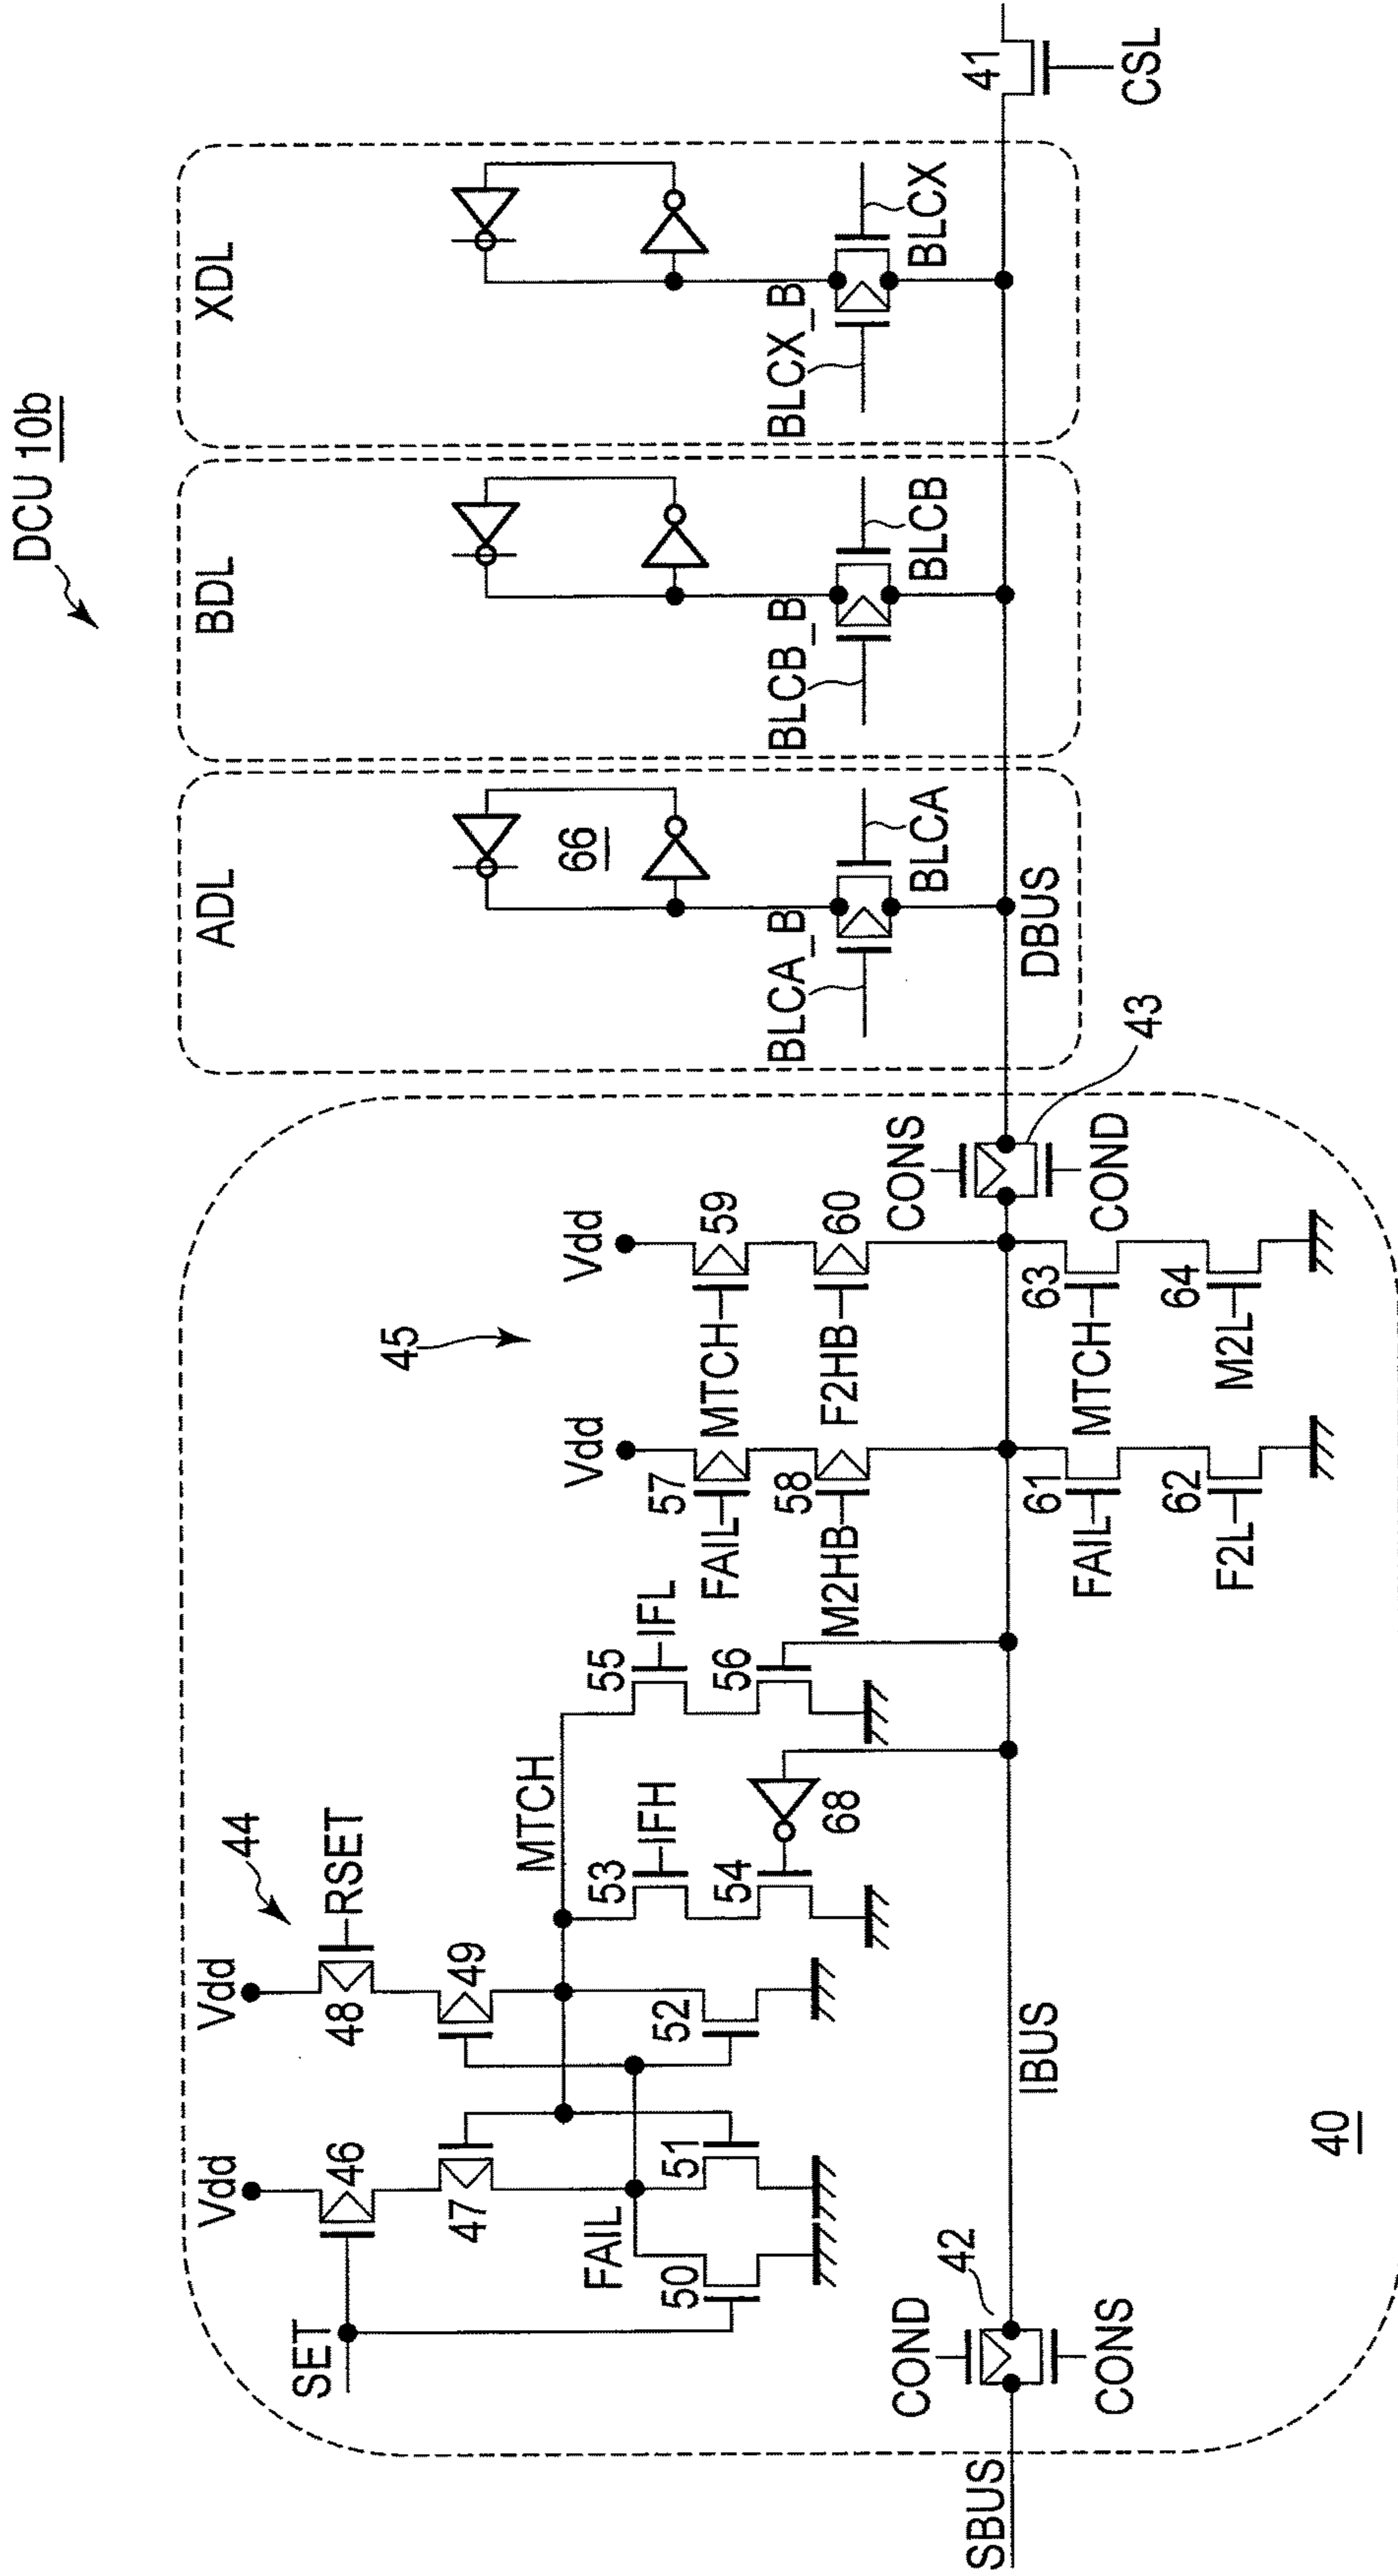 DCU 10b
ADL
BDL
XDL
66
BLCA_B
BLCA
BLCB_B
BLCB
BLCX_B
BLCX
DBUS
41
CSL
44
45
Vdd
Vdd
SET
46
48
RSET
47
49
MTCH
FAIL
50
51
52
53
IFH
54
68
55
IFL
56
Vdd
Vdd
57
FAIL
MTCH
59
58
M2HB
F2HB
60
61
FAIL
MTCH
63
62
F2L
64
M2L
CONS
COND
43
COND
42
CONS
SBUS
IBUS
40